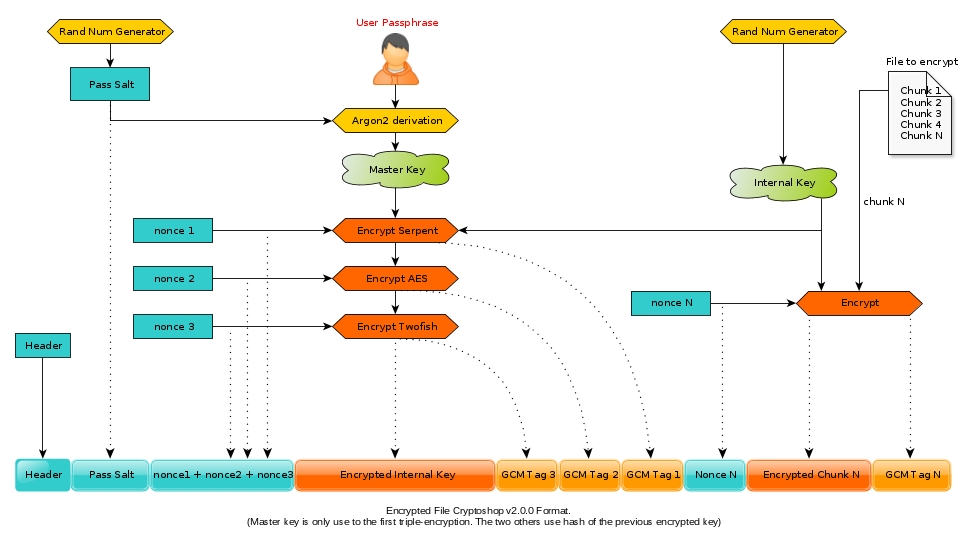 User Passphrase
Rand Num Generator
Rand Num Generator
File to encrypt
Pass Salt
Chunk 1
Chunk 2
Chunk 3
Chunk 4
Chunk N
Argon2 derivation
Master Key
Internal Key
chunk N
nonce 1
Encrypt Serpent
nonce 2
Encrypt AES
nonce N
Encrypt
nonce 3
Encrypt Twofish
Header
Header
Pass Salt
nonce1 + nonce2 + nonce3
Encrypted Internal Key
GCM Tag 3
GCM Tag 2
GCM Tag 1
Nonce N
Encrypted Chunk N
GCM Tag N
Encrypted File Cryptoshop v2.0.0 Format.
(Master key is only use to the first triple-encryption. The two others use hash of the previous encrypted key)